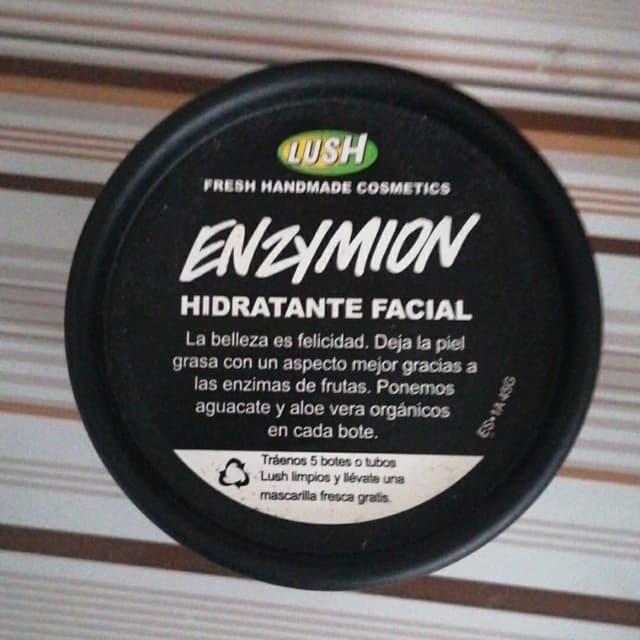 LUSH
FRESH HANDMADE COSMETICS
ENZYMION
HIDRATANTE FACIAL
La belleza es felicidad. Deja la piel
grasa con un aspecto mejor gracias a
las enzimas de frutas. Ponemos
aguacate y aloe vera orgánicos
en cada bote.
Tráenos 5 botes o tubos
Lush limpios y llévate una
mascarilla fresca gratis.